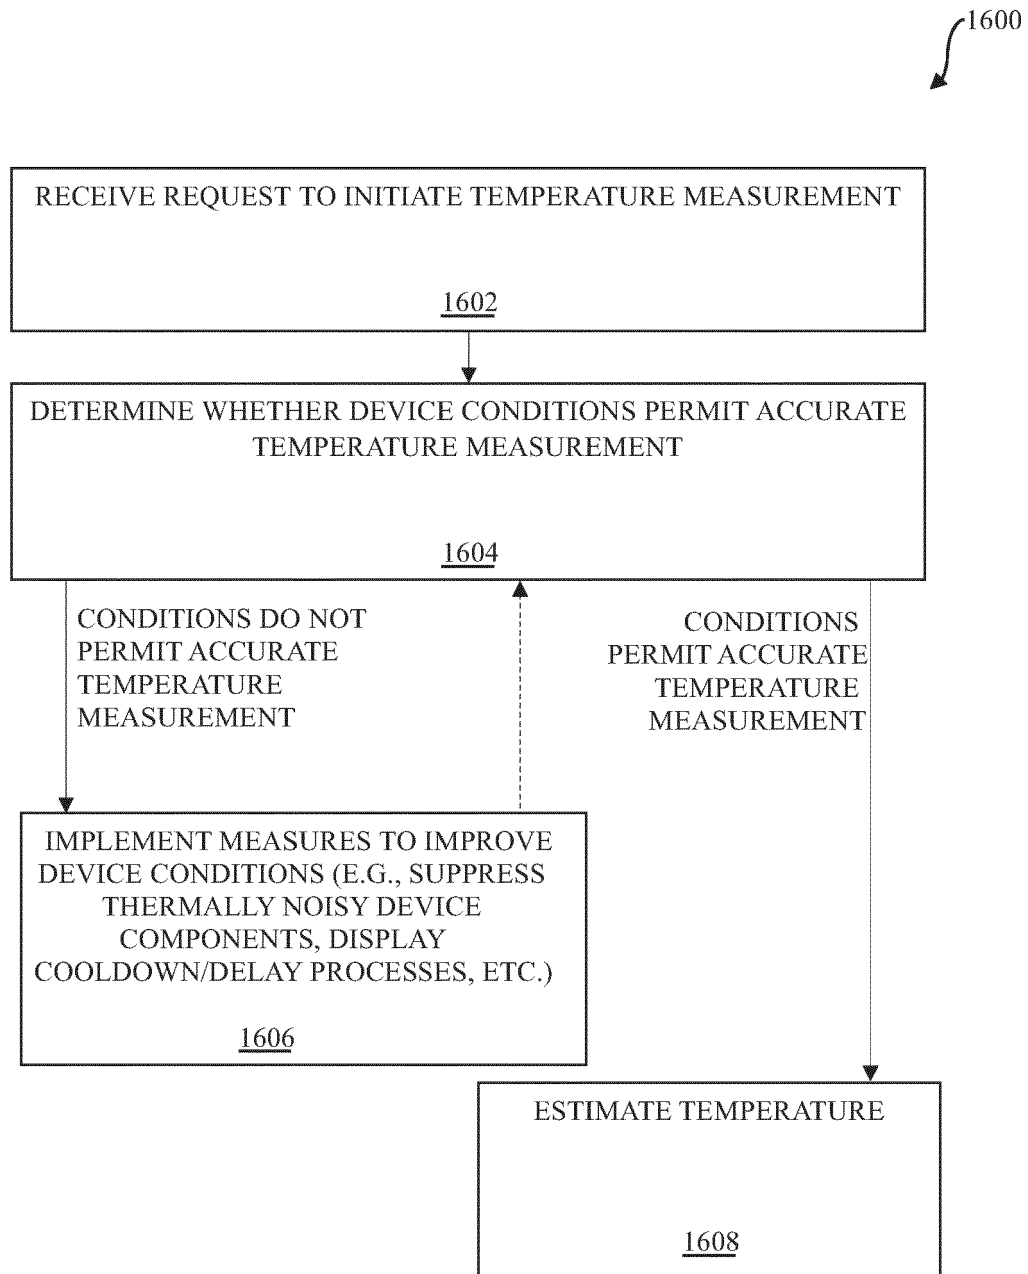 1600
RECEIVE REQUEST TO INITIATE TEMPERATURE MEASUREMENT
1602
DETERMINE WHETHER DEVICE CONDITIONS PERMIT ACCURATE
TEMPERATURE MEASUREMENT
1604
CONDITIONS DO NOT
PERMIT ACCURATE
TEMPERATURE
MEASUREMENT
CONDITIONS
PERMIT ACCURATE
TEMPERATURE
MEASUREMENT
IMPLEMENT MEASURES TO IMPROVE
DEVICE CONDITIONS (E.G., SUPPRESS
THERMALLY NOISY DEVICE
COMPONENTS, DISPLAY
COOLDOWN/DELAY PROCESSES, ETC.)
1606
ESTIMATE TEMPERATURE
1608